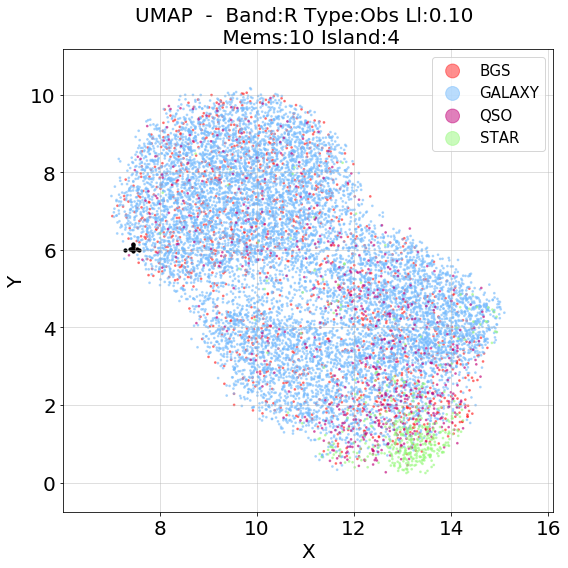 UMAP  -  Band:R Type:Obs Ll:0.10
Mems:10 Island:4
BGS
GALAXY
QSO
STAR
10
8
6
4
2
0
Y
8
10
12
14
16
X